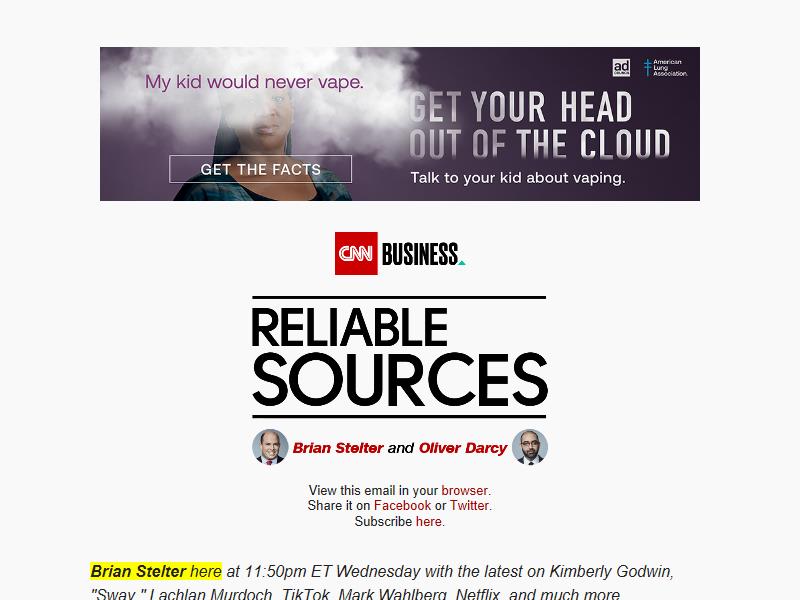 My kid would never vape.
GET THE FACTS
ad
American
Lung
Association.
GET YOUR HEAD
OUT OF THE CLOUD
Talk to your kid about vaping.
CNN BUSINESS
RELIABLE
SOURCES
Brian Stelter and Oliver Darcy
View this email in your browser.
Share it on Facebook or Twitter.
Subscribe here.
Brian Stelter here at 11:50pm ET Wednesday with the latest on Kimberly Godwin,
"Sway," Lachlan Murdoch, TikTok, Mark Wahlberg, Netflix, and much more